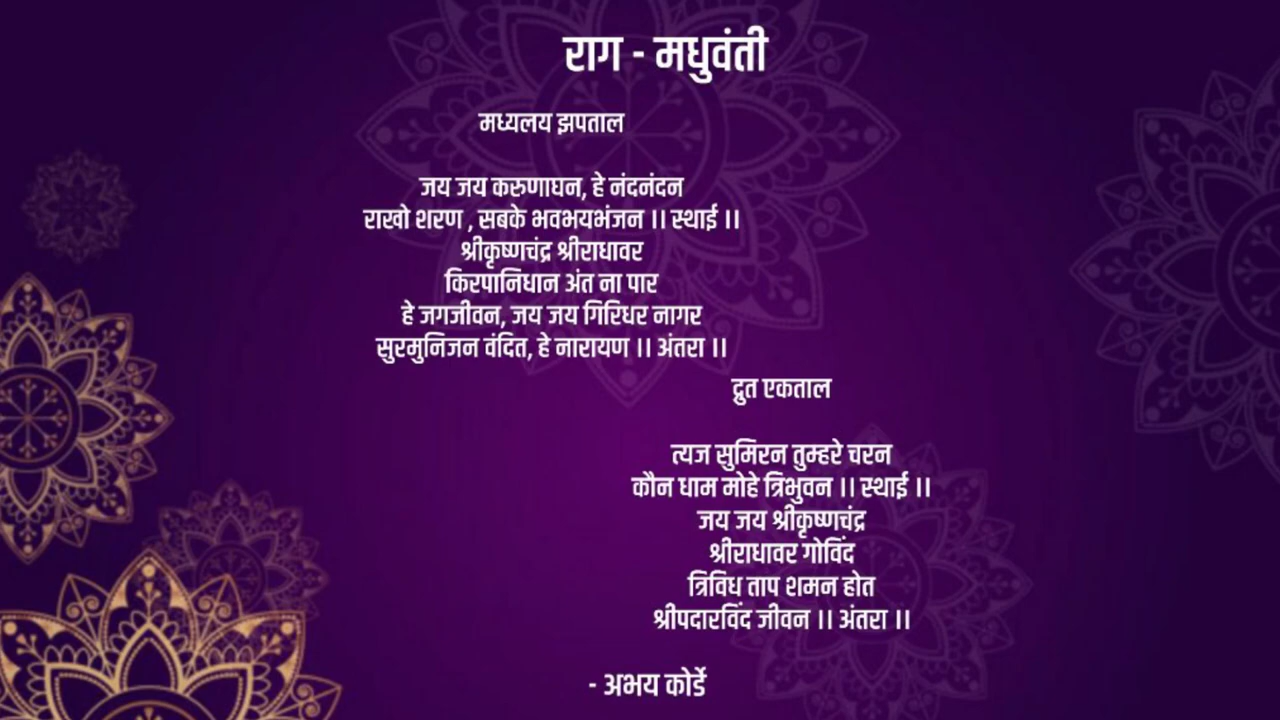 राग - मधुवंती
मध्यलय झपताल
जय जय करुणाघन, हे नंदनंदन
राखो शरण , सबके भवभयभंजन ।। स्थाई ।।
श्रीकृष्णचंद्र श्रीराधावर
किरपानिधान अंत ना पार
हे जगजीवन, जय जय गिरिधर नागर
सुरमुनिजन वंदित, हे नारायण ।। अंतरा ।।
द्रुत एकताल
त्यज सुमिरन तुम्हरे चरन
कौन धाम मोहे त्रिभुवन ।। स्थाई ।।
जय जय श्रीकृष्णचंद्र
श्रीराधावर गोविंद
त्रिविध ताप शमन होत
श्रीपदारविंद जीवन ।। अंतरा ।।
- अभय कोर्डे